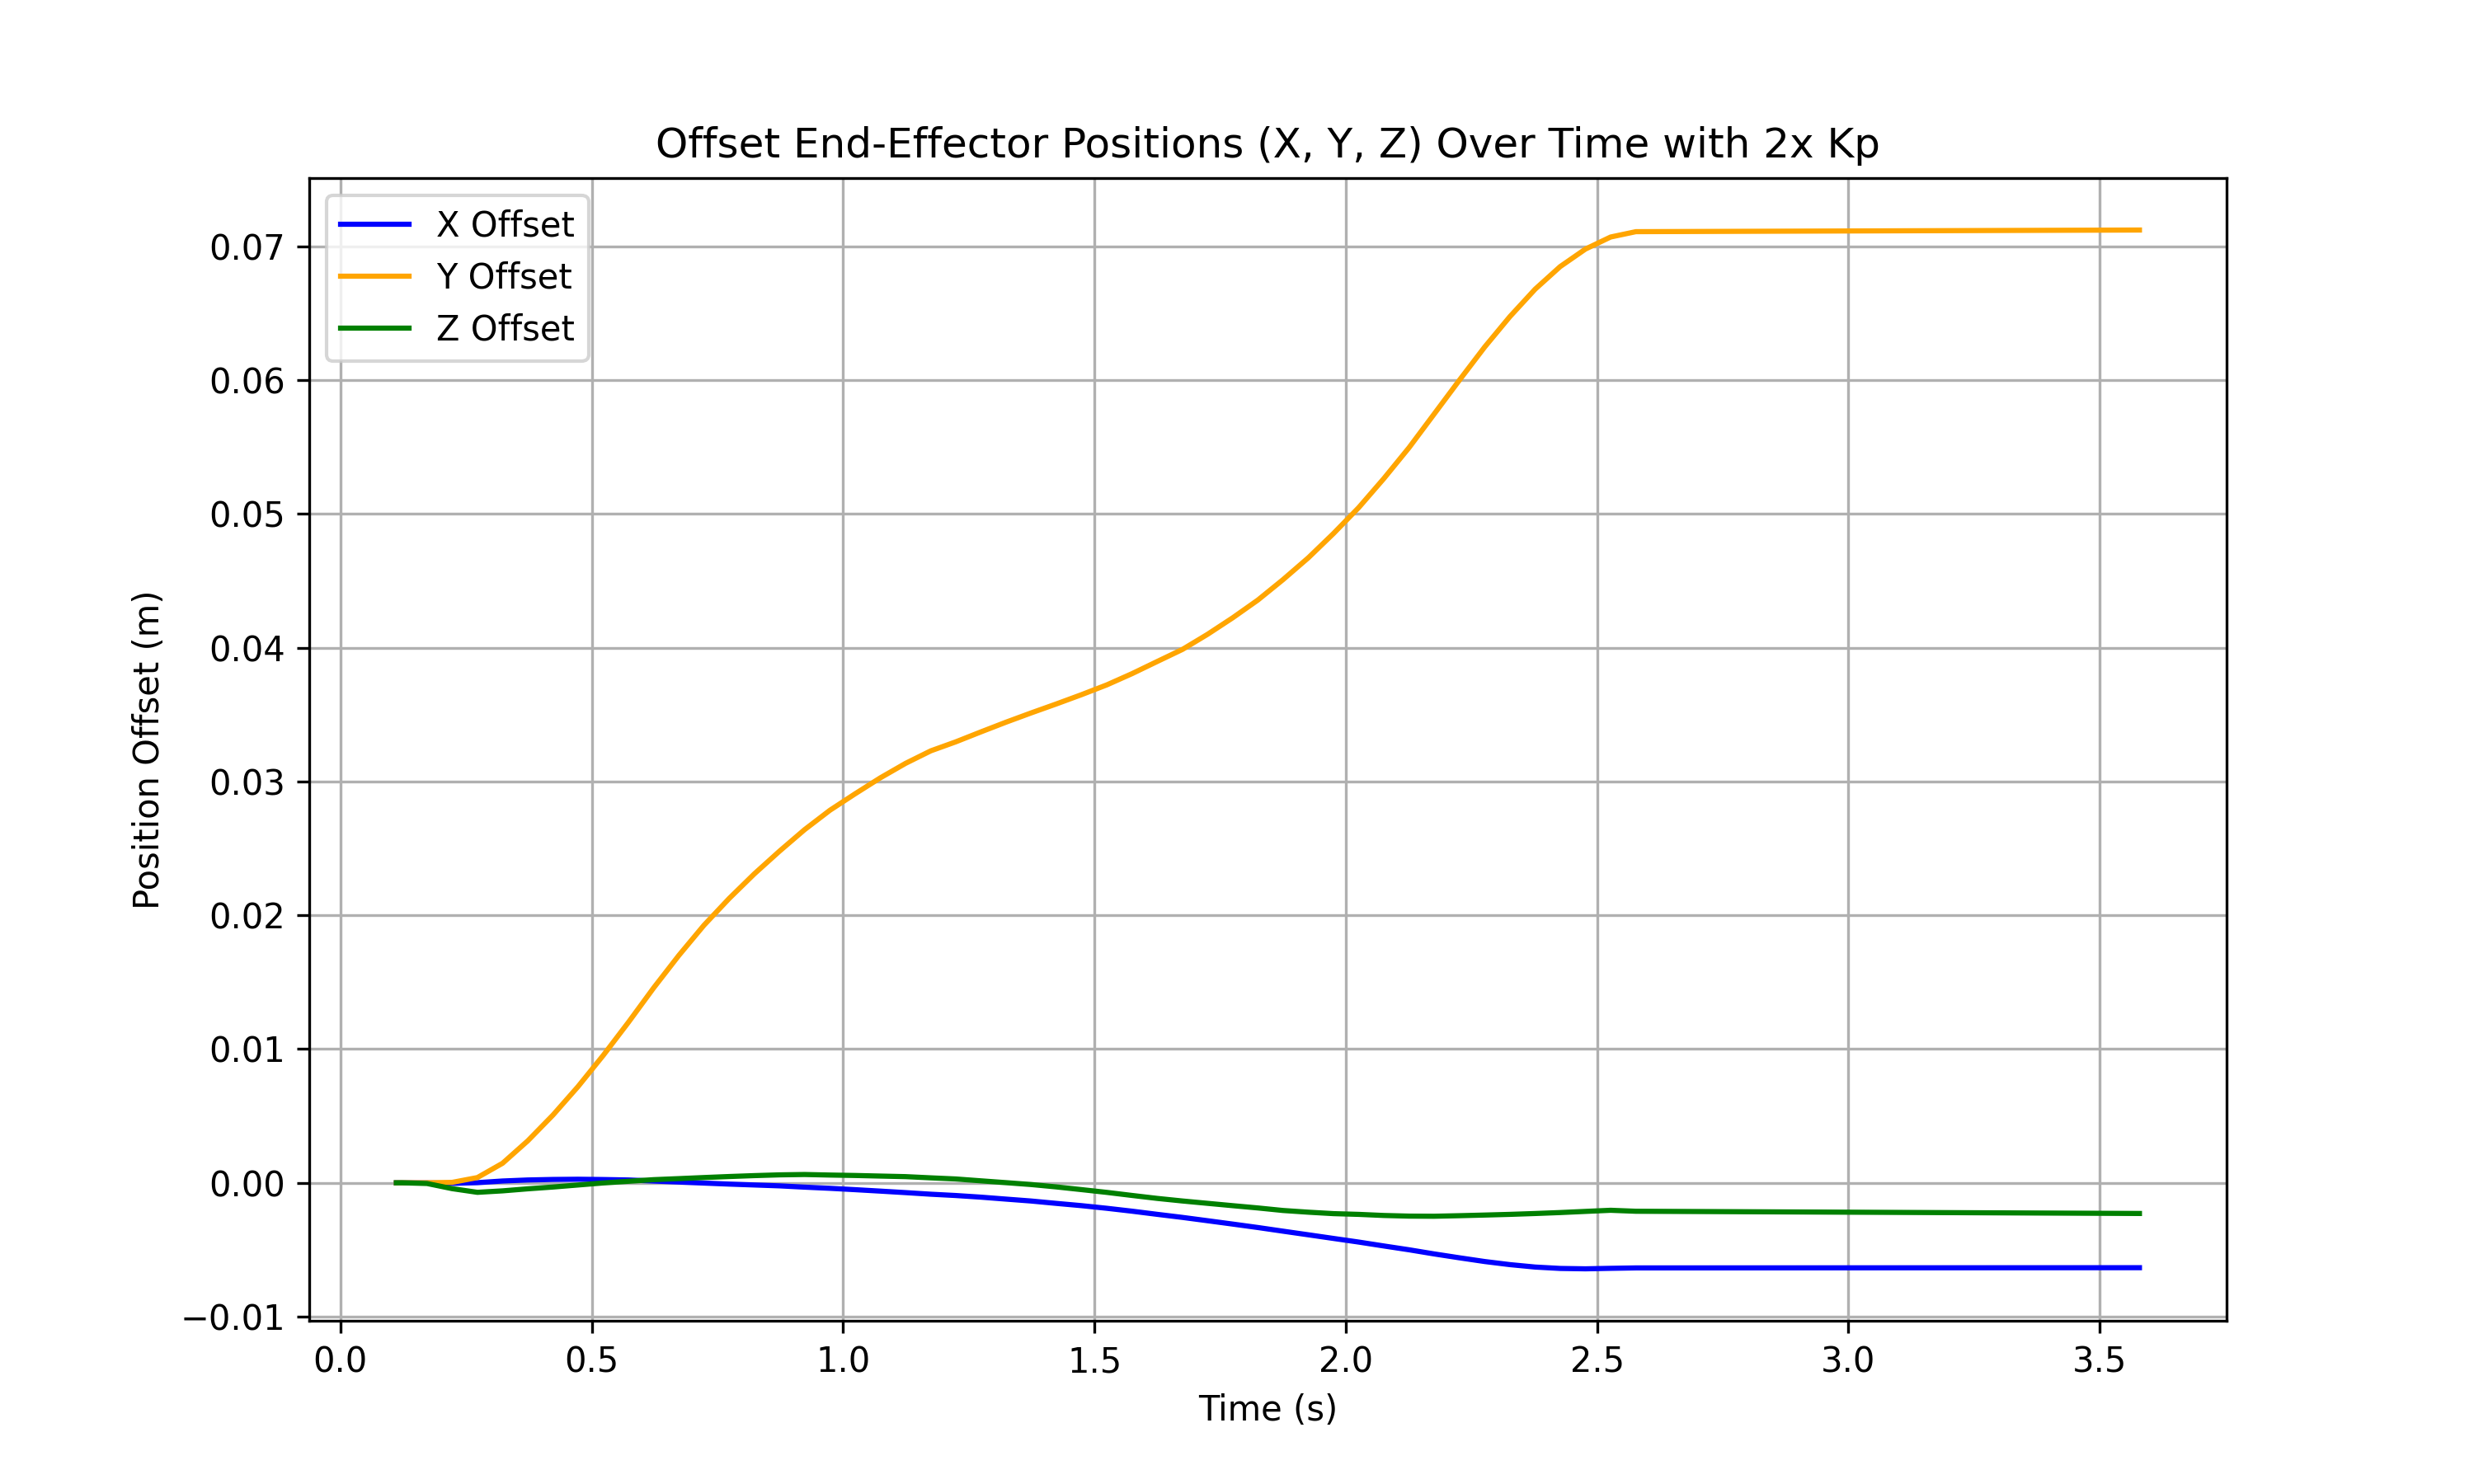 Offset End-Effector Positions (X, Y, Z) Over Time with 2x Kp
X Offset
Y Offset
Z Offset
Position Offset (m)
0.07
0.06
0.05
0.04
0.03
0.02
0.01
0.00
−0.01
0.0 0.5 1.0 1.5 2.0 2.5 3.0 3.5
Time (s)